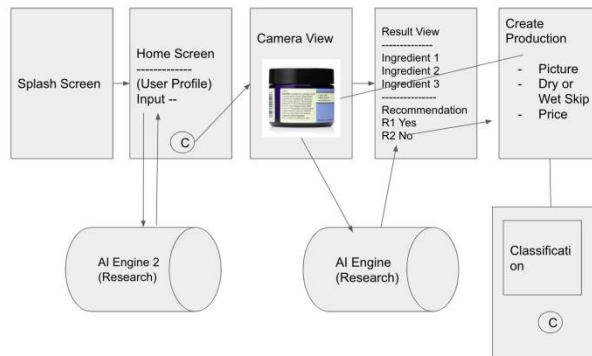 Splash Screen
Home Screen
-------------
(User Profile)
Input --
C
Camera View
Result View
--------------
Ingredient 1
Ingredient 2
Ingredient 3
---------------
Recommendation
R1 Yes
R2 No
Create
Production
- Picture
- Dry or
Wet Skip
- Price
AI Engine 2
(Research)
AI Engine
(Research)
Classificati
on
C